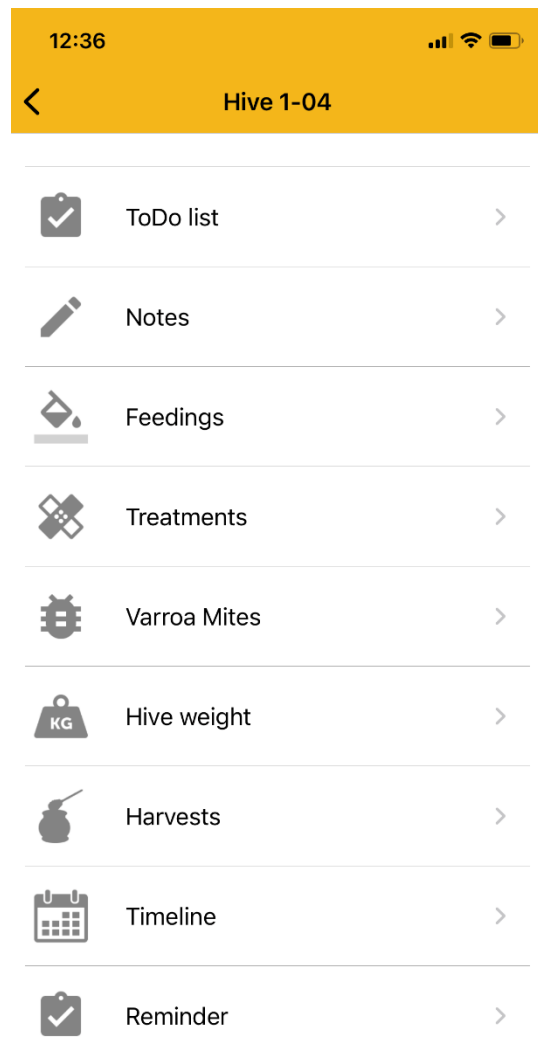 12:36
Hive 1-04
ToDo list
Notes
Feedings
Treatments
Varroa Mites
KG
Hive weight
Harvests
Timeline
Reminder